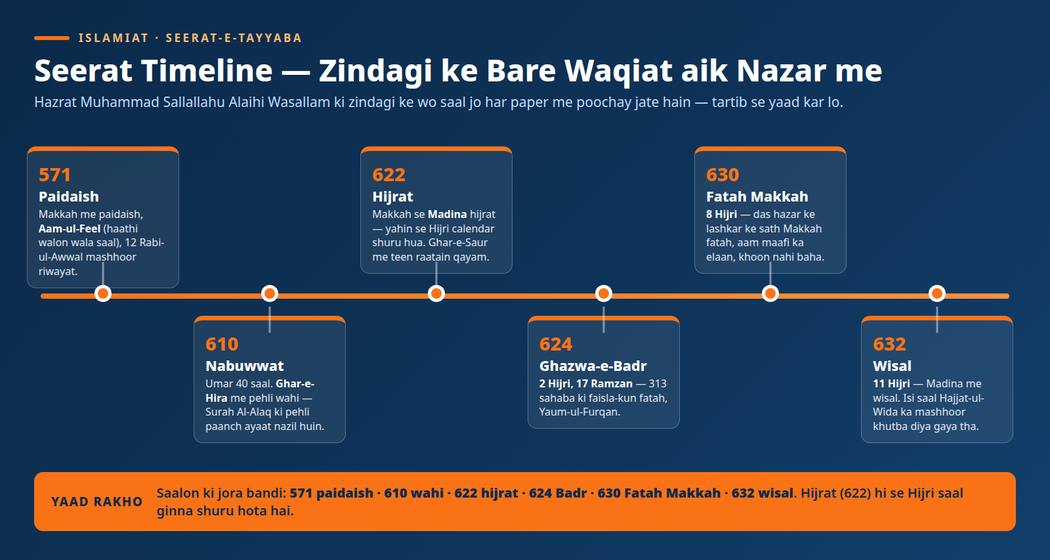 ISLAMIAT · SEERAT-E-TAYYABA
Seerat Timeline — Zindagi ke Bare Waqiat aik Nazar me
Hazrat Muhammad Sallallahu Alaihi Wasallam ki zindagi ke wo saal jo har paper me poochay jate hain — tartib se yaad kar lo.
571
Paidaish
Makkah me paidaish,
Aam-ul-Feel (haathi
walon wala saal), 12 Rabi-
ul-Awwal mashhoor
riwayat.
610
Nabuwwat
Umar 40 saal. Ghar-e-
Hira me pehli wahi —
Surah Al-Alaq ki pehli
paanch ayaat nazil huin.
622
Hijrat
Makkah se Madina hijrat
— yahin se Hijri calendar
shuru hua. Ghar-e-Saur
me teen raatain qayam.
624
Ghazwa-e-Badr
2 Hijri, 17 Ramzan — 313
sahaba ki faisla-kun fatah,
Yaum-ul-Furqan.
630
Fatah Makkah
8 Hijri — das hazar ke
lashkar ke sath Makkah
fatah, aam maafi ka
elaan, khoon nahi baha.
632
Wisal
11 Hijri — Madina me
wisal. Isi saal Hajjat-ul-
Wida ka mashhoor
khutba diya gaya tha.
YAAD RAKHO
Saalon ki jora bandi: 571 paidaish · 610 wahi · 622 hijrat · 624 Badr · 630 Fatah Makkah · 632 wisal. Hijrat (622) hi se Hijri saal
ginna shuru hota hai.